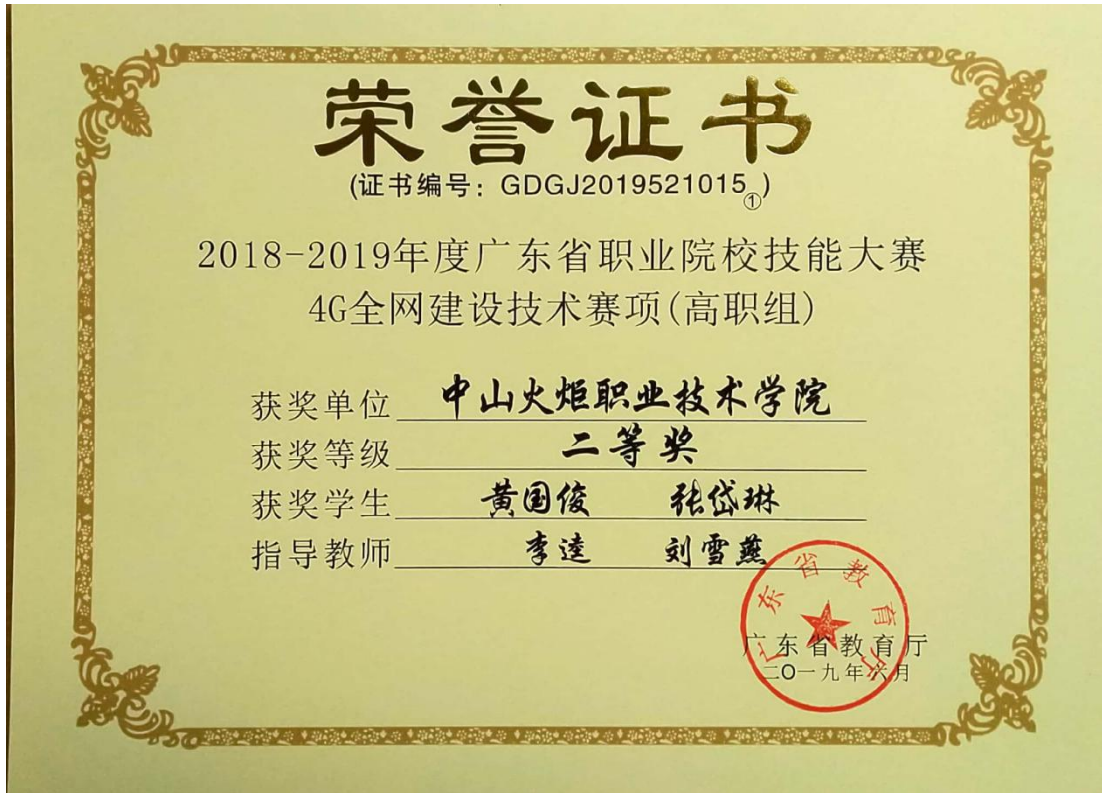 荣誉证书
(证书编号：GDGJ2019521015①)
2018-2019年度广东省职业院校技能大赛
4G全网建设技术赛项(高职组)
获奖单位 中山火炬职业技术学院
获奖等级 二等奖
获奖学生 黄国俊 张岱琳
指导教师 李逵 刘雪燕
广东省教育厅
广东省教育厅
二O一九年六月